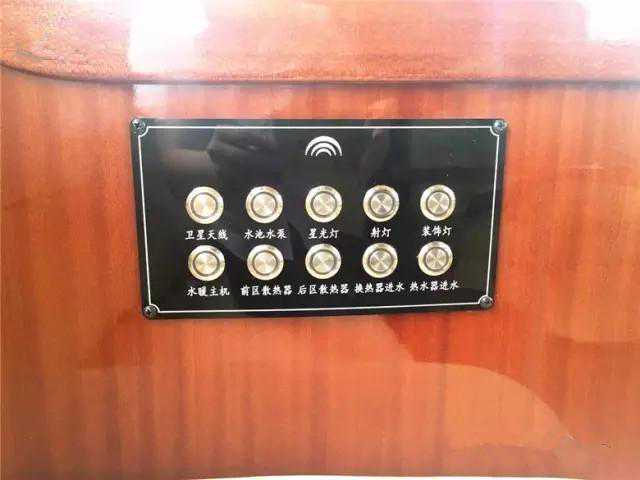 卫星天线 水池水泵 星光灯 射灯 装饰灯
水暖主机 前区散热器 后区散热器 换热器进水 热水器进水